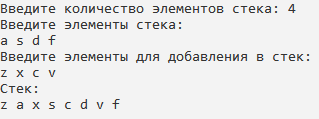 Введите количество элементов стека: 4
Введите элементы стека:
a s d f
Введите элементы для добавления в стек:
z x c v
Стек:
z a x s c d v f